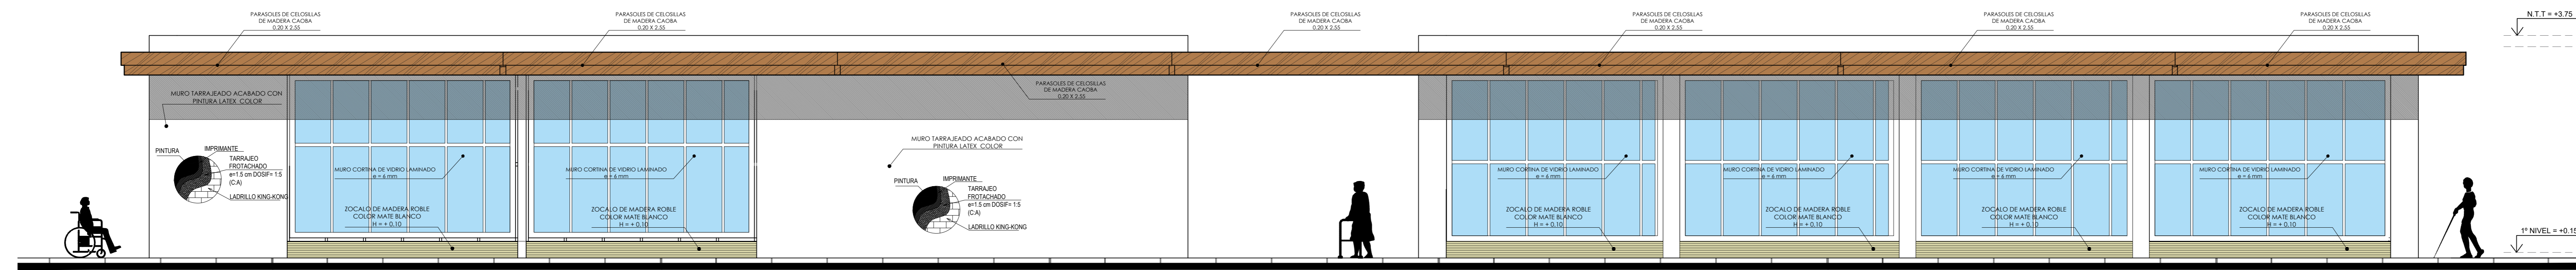 PARASOLES DE CELOSILLAS
DE MADERA CAOBA
0.20 X 2.55
PARASOLES DE CELOSILLAS
DE MADERA CAOBA
0.20 X 2.55
PARASOLES DE CELOSILLAS
DE MADERA CAOBA
0.20 X 2.55
PARASOLES DE CELOSILLAS
DE MADERA CAOBA
0.20 X 2.55
PARASOLES DE CELOSILLAS
DE MADERA CAOBA
0.20 X 2.55
PARASOLES DE CELOSILLAS
DE MADERA CAOBA
0.20 X 2.55
N.T.T = +3.75
PARASOLES DE CELOSILLAS
DE MADERA CAOBA
0.20 X 2.55
MURO TARRAJEADO ACABADO CON
PINTURA LATEX COLOR
PINTURA
IMPRIMANTE
TARRAJEO
FROTACHADO
e=1.5 cm DOSIF= 1:5
(C:A)
LADRILLO KING-KONG
MURO CORTINA DE VIDRIO LAMINADO
e = 6 mm
ZOCALO DE MADERA ROBLE
COLOR MATE BLANCO
H = + 0.10
MURO CORTINA DE VIDRIO LAMINADO
e = 6 mm
ZOCALO DE MADERA ROBLE
COLOR MATE BLANCO
H = + 0.10
MURO TARRAJEADO ACABADO CON
PINTURA LATEX COLOR
PINTURA
IMPRIMANTE
TARRAJEO
FROTACHADO
e=1.5 cm DOSIF= 1:5
(C:A)
LADRILLO KING-KONG
MURO CORTINA DE VIDRIO LAMINADO
e = 6 mm
ZOCALO DE MADERA ROBLE
COLOR MATE BLANCO
H = + 0.10
MURO CORTINA DE VIDRIO LAMINADO
e = 6 mm
ZOCALO DE MADERA ROBLE
COLOR MATE BLANCO
H = + 0.10
MURO CORTINA DE VIDRIO LAMINADO
e = 6 mm
ZOCALO DE MADERA ROBLE
COLOR MATE BLANCO
H = + 0.10
MURO CORTINA DE VIDRIO LAMINADO
e = 6 mm
ZOCALO DE MADERA ROBLE
COLOR MATE BLANCO
H = + 0.10
1º NIVEL = +0.15